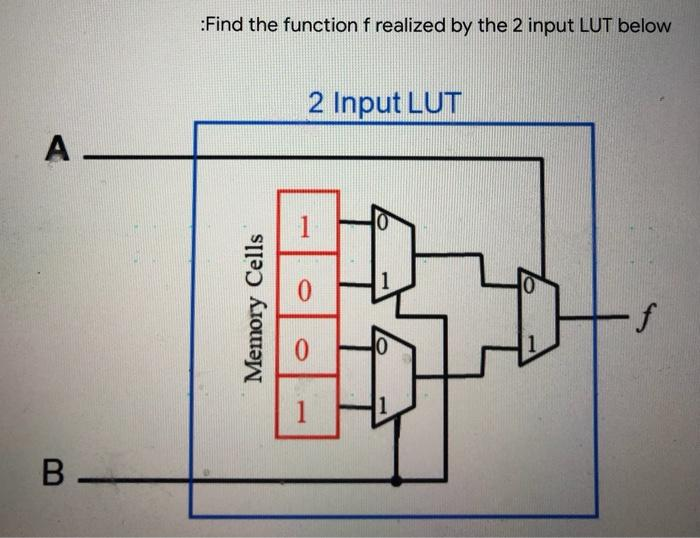 :Find the function f realized by the 2 input LUT below
2 Input LUT
A
Memory Cells
1
0
0
1
0
1
0
1
0
1
f
B